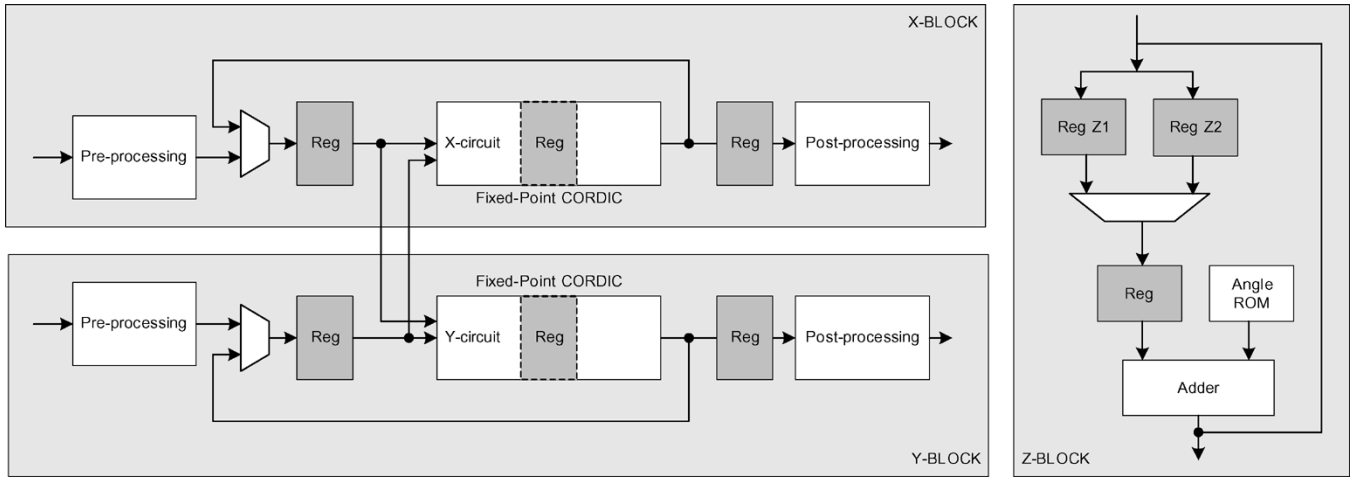 X-BLOCK
Pre-processing
Reg
X-circuit
Reg
Reg
Post-processing
Fixed-Point CORDIC
Fixed-Point CORDIC
Pre-processing
Reg
Y-circuit
Reg
Reg
Post-processing
Y-BLOCK
Reg Z1
Reg Z2
Reg
Angle
ROM
Adder
Z-BLOCK